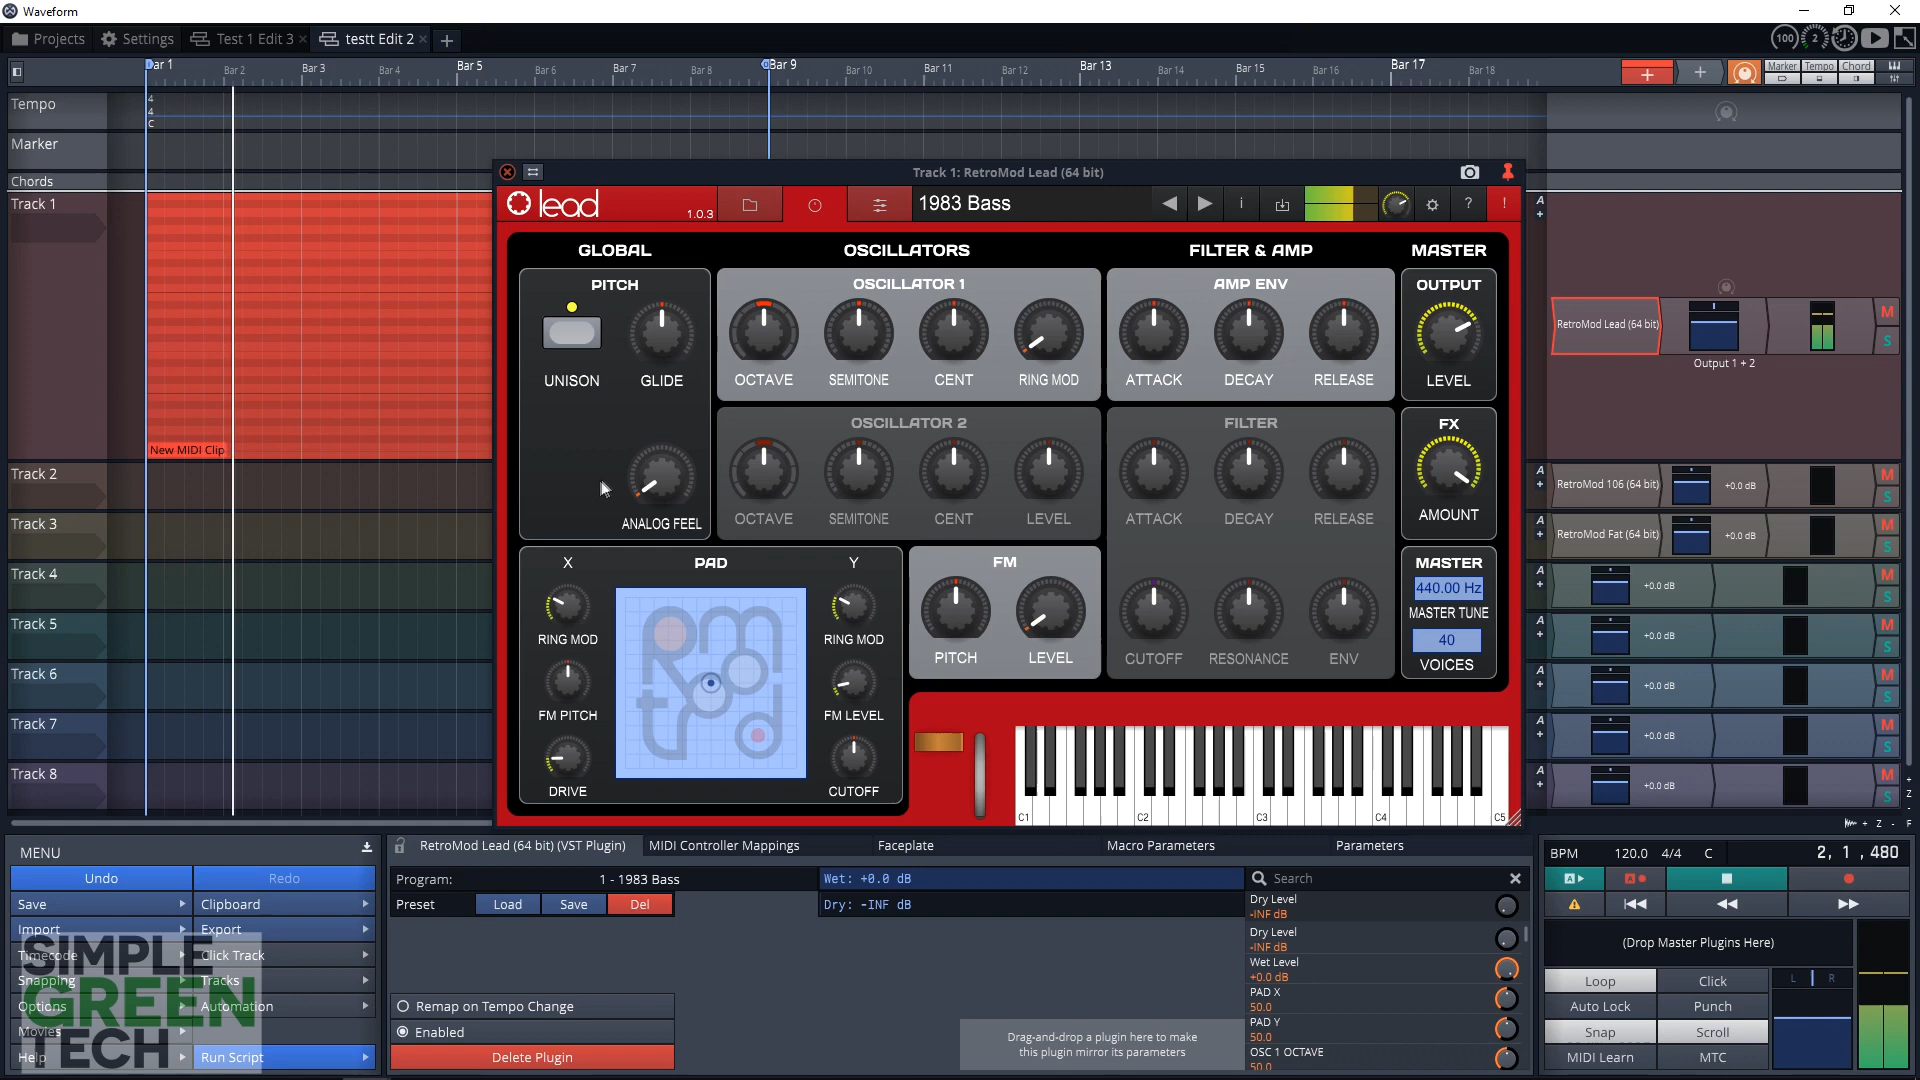 Waveform
Projects Settings Test 1 Edit 3 testt Edit 2
100 2
Bar 1 Bar 2 Bar 3 Bar 4 Bar 5 Bar 6 Bar 7 Bar 8 Bar 9 Bar 10 Bar 11 Bar 12 Bar 13 Bar 14 Bar 15 Bar 16 Bar 17 Bar 18
Marker Tempo Chord
Tempo
4
4
C
Marker
Chords
Track 1
New MIDI Clip
Track 2
Track 3
Track 4
Track 5
Track 6
Track 7
Track 8
Track 1: RetroMod Lead (64 bit)
lead 1.0.3 1983 Bass i ? !
GLOBAL OSCILLATORS FILTER & AMP MASTER
PITCH OSCILLATOR 1 AMP ENV OUTPUT
UNISON GLIDE OCTAVE SEMITONE CENT RING MOD ATTACK DECAY RELEASE LEVEL
OSCILLATOR 2 FILTER FX
ANALOG FEEL OCTAVE SEMITONE CENT LEVEL ATTACK DECAY RELEASE AMOUNT
X PAD Y FM MASTER
440.00 Hz
MASTER TUNE
40
VOICES
RING MOD RING MOD PITCH LEVEL CUTOFF RESONANCE ENV
FM PITCH FM LEVEL
DRIVE CUTOFF
C1 C2 C3 C4 C5
A M
RetroMod Lead (64 bit) S
Output 1 + 2
A RetroMod 106 (64 bit) +0.0 dB M S
A RetroMod Fat (64 bit) +0.0 dB M S
A +0.0 dB M S
A +0.0 dB M S
A +0.0 dB M S
A +0.0 dB M S
A +0.0 dB M S
MENU
Undo Redo
Save Clipboard
Import Export
Timecode Click Track
Snapping Tracks
Options Automation
Movies
Help Run Script
SIMPLE
GREEN
TECH
RetroMod Lead (64 bit) (VST Plugin) MIDI Controller Mappings Faceplate Macro Parameters Parameters
Program: 1 - 1983 Bass
Preset Load Save Del
Wet: +0.0 dB
Dry: -INF dB
Remap on Tempo Change
Enabled
Delete Plugin
Drag-and-drop a plugin here to make
this plugin mirror its parameters
Search
Dry Level
-INF dB
Dry Level
-INF dB
Wet Level
+0.0 dB
PAD X
50.0
PAD Y
50.0
OSC 1 OCTAVE
50.0
BPM 120.0 4/4 C 2, 1 , 480
(Drop Master Plugins Here)
Loop Click
Auto Lock Punch
Snap Scroll
MIDI Learn MTC
L R